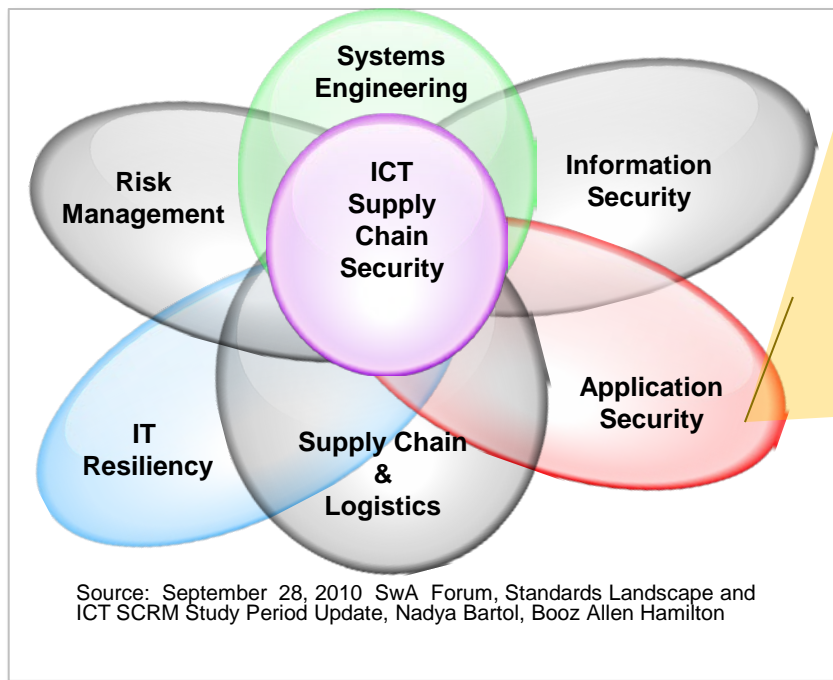 Systems
Engineering
Risk
Management
ICT
Supply
Chain
Security
Information
Security
Application
Security
IT
Resiliency
Supply Chain
&
Logistics
Source: September 28, 2010 SwA Forum, Standards Landscape and
ICT SCRM Study Period Update, Nadya Bartol, Booz Allen Hamilton